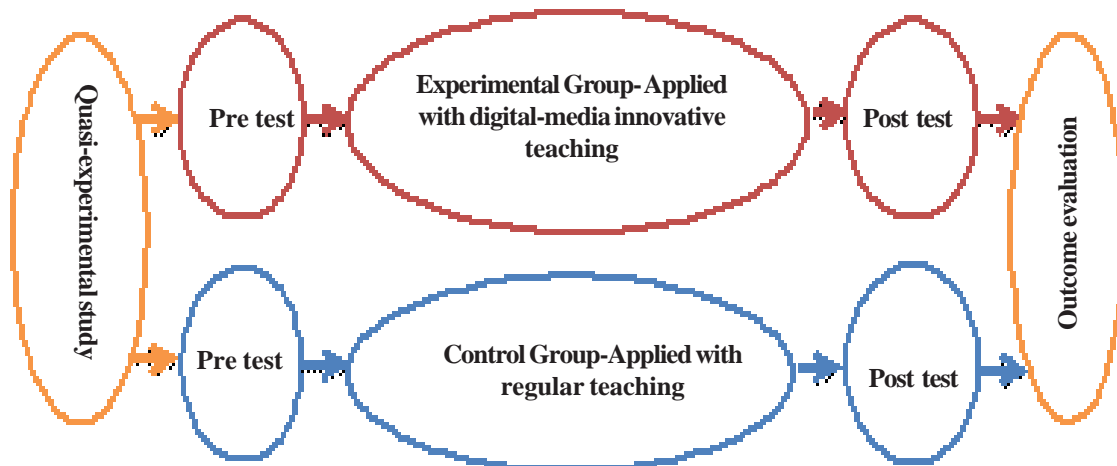 Quasi-experimental study
Pre test
Experimental Group- Applied
with digital-media innovative
teaching
Post test
Pre test
Control Group-Applied with
regular teaching
Post test
Outcome evaluation